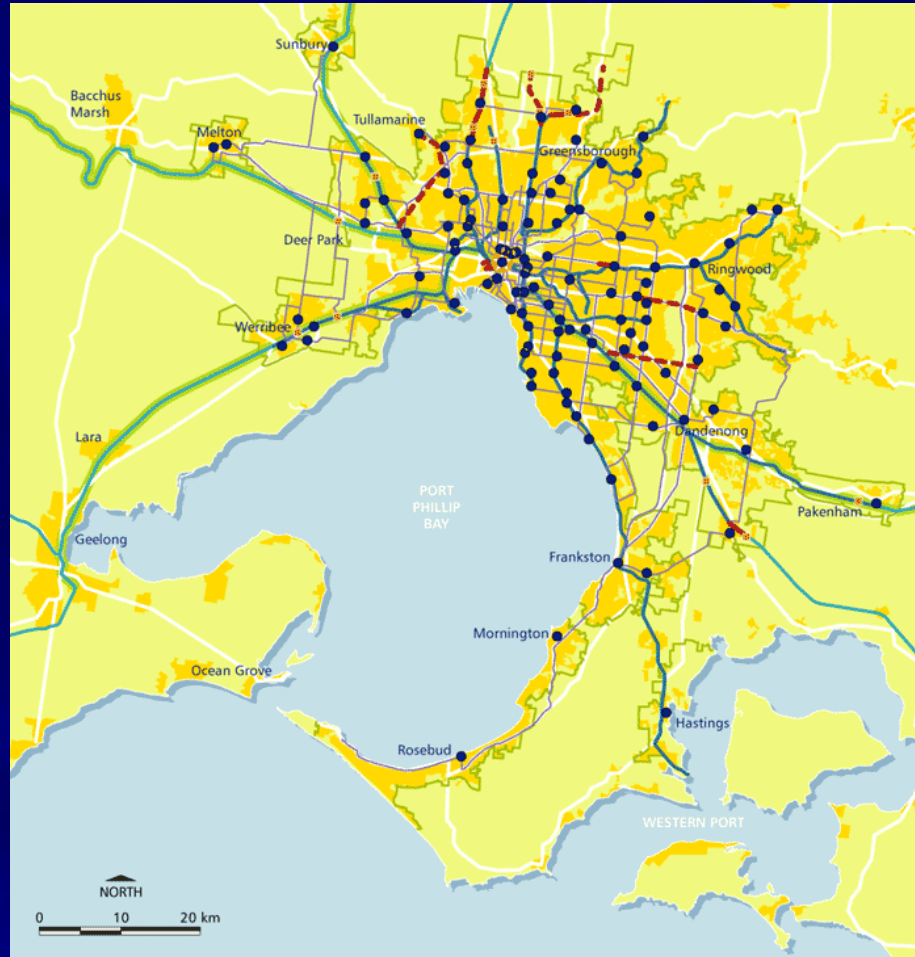 Sunbury
Bacchus
Marsh
Melton
Tullamarine
Greensborough
Deer Park
Ringwood
Werribee
Lara
Dandenong
PORT
PHILLIP
BAY
Pakenham
Geelong
Frankston
Mornington
Ocean Grove
Hastings
Rosebud
WESTERN PORT
NORTH
0 10 20 km